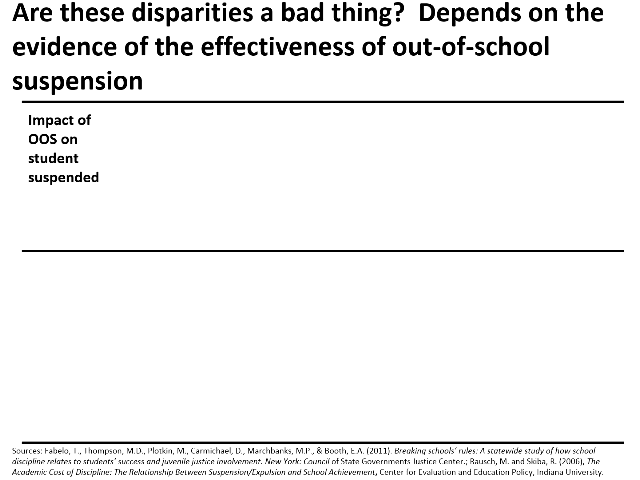 Are these disparities a bad thing?  Depends on the
evidence of the effectiveness of out-of-school
suspension
Impact of
OOS on
student
suspended
Sources: Fabelo, T., Thompson, M.D., Plotkin, M., Carmichael, D., Marchbanks, M.P., & Booth, E.A. (2011). Breaking schools' rules: A statewide study of how school
discipline relates to students' success and juvenile justice involvement. New York: Council of State Governments Justice Center.; Rausch, M. and Skiba, R. (2006), The
Academic Cost of Discipline: The Relationship Between Suspension/Expulsion and School Achievement, Center for Evaluation and Education Policy, Indiana University.